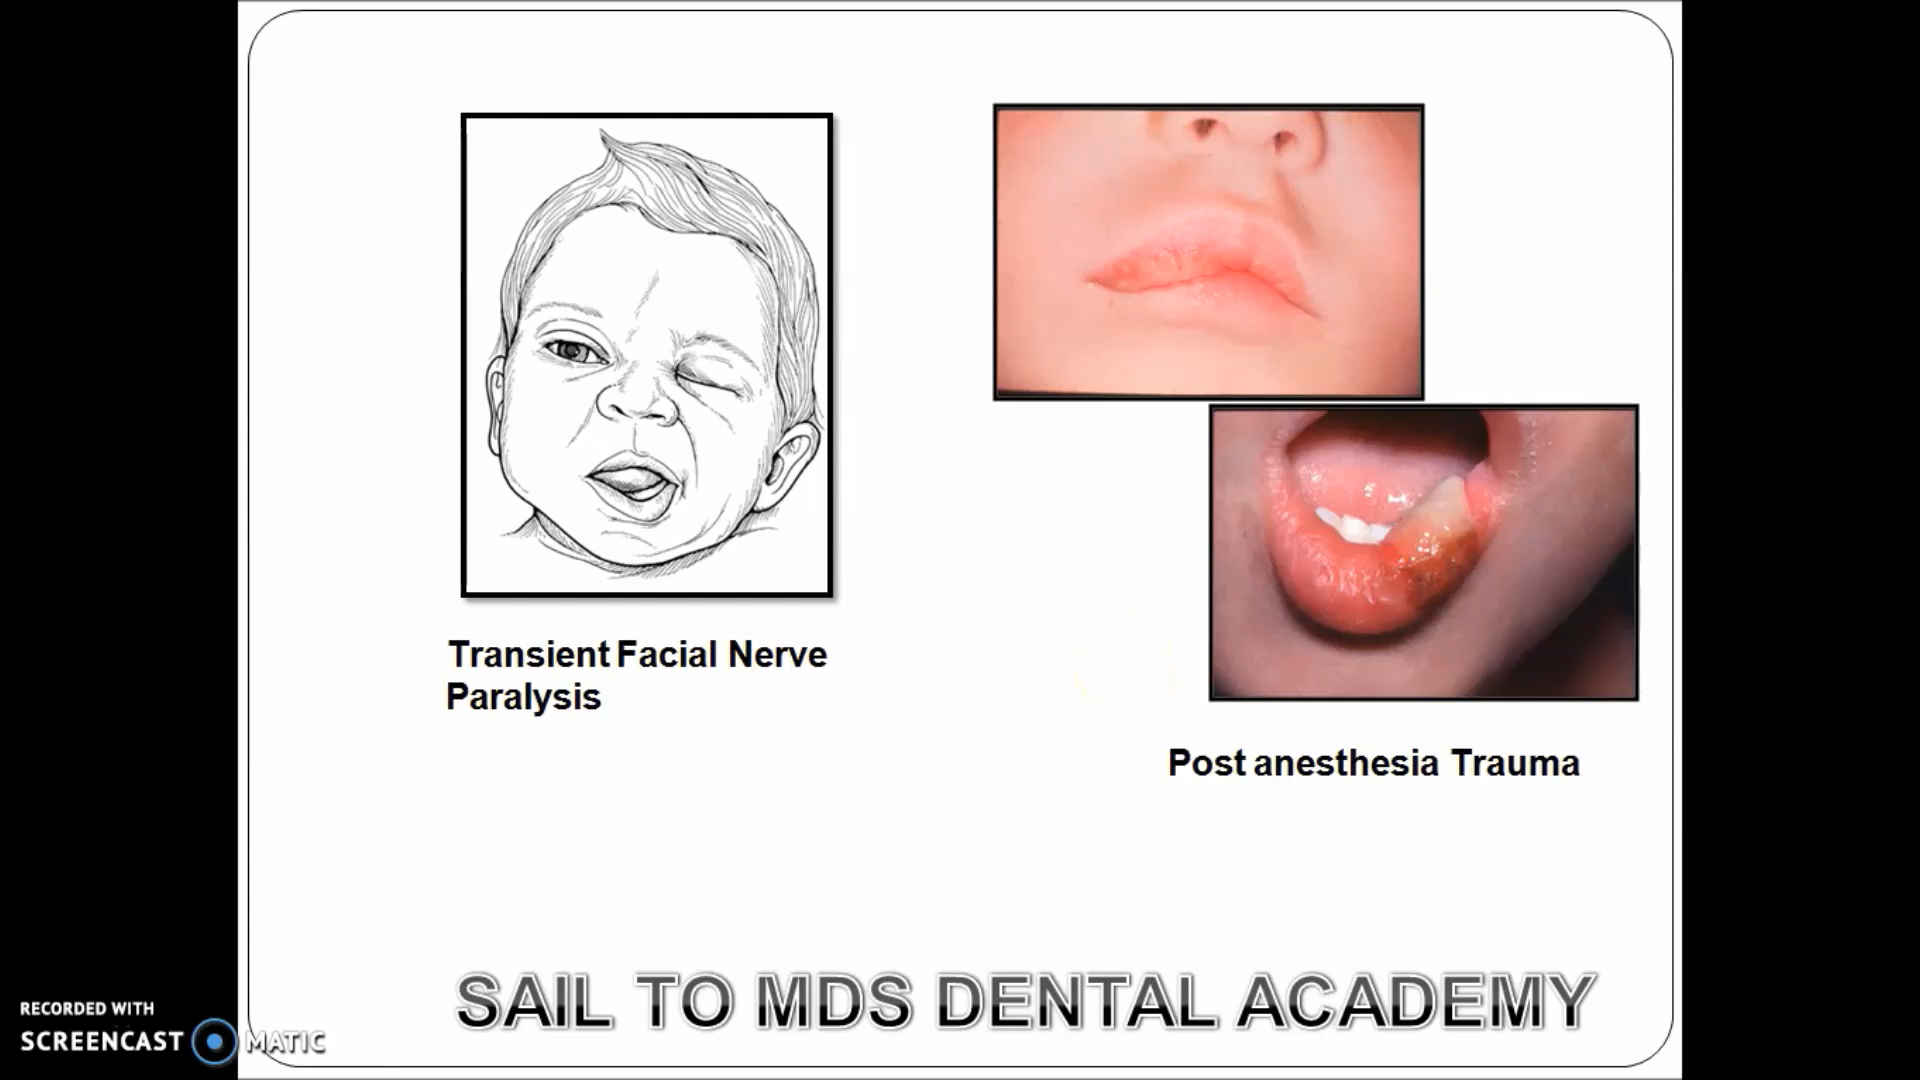 Transient Facial Nerve
Paralysis
Post anesthesia Trauma
SAIL TO MDS DENTAL ACADEMY
RECORDED WITH
SCREENCAST MATIC